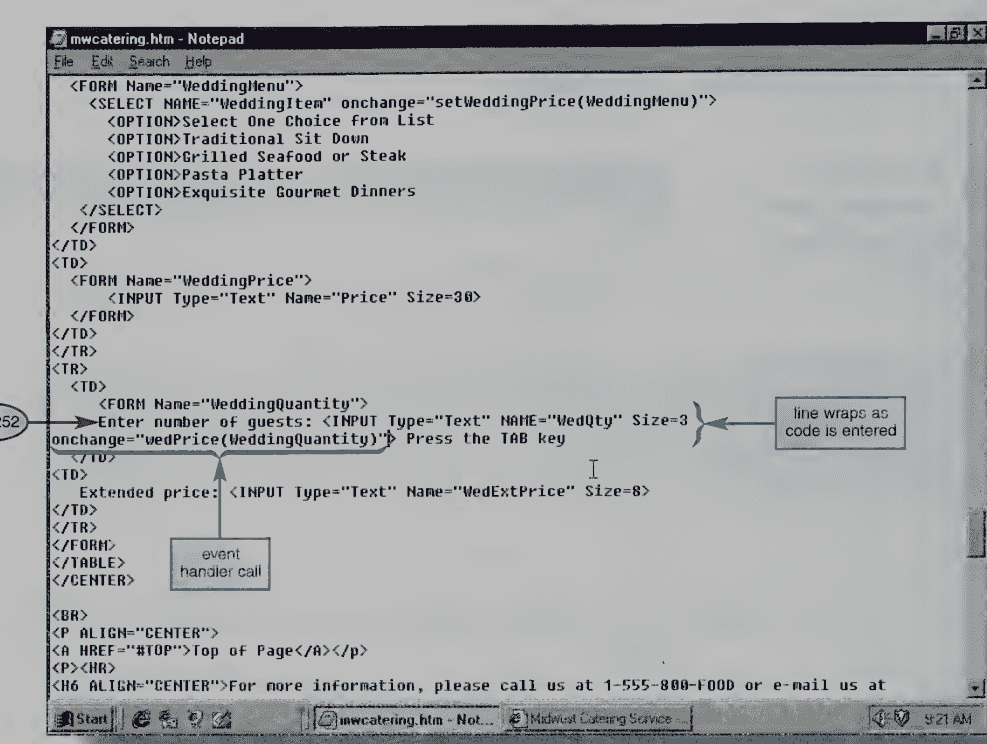 mwcatering.htm - Notepad
File Edit Search Help
<FORM Name="WeddingMenu">
<SELECT NAME="WeddingItem" onchange="setWeddingPrice(WeddingMenu)">
<OPTION>Select One Choice from List
<OPTION>Traditional Sit Down
<OPTION>Grilled Seafood or Steak
<OPTION>Pasta Platter
<OPTION>Exquisite Gourmet Dinners
</SELECT>
</FORM>
</TD>
<TD>
<FORM Name="WeddingPrice">
<INPUT Type="Text" Name="Price" Size=30>
</FORM>
</TD>
</TR>
<TR>
<TD>
<FORM Name="WeddingQuantity">
252
Enter number of guests: <INPUT Type="Text" NAME="WedQty" Size=3
onchange="wedPrice(WeddingQuantity)"> Press the TAB key
line wraps as
code is entered
</TD>
<TD>
Extended price: <INPUT Type="Text" Name="WedExtPrice" Size=8>
</TD>
</TR>
</FORM>
</TABLE>
</CENTER>
event
handler call
<BR>
<P ALIGN="CENTER">
<A HREF="#TOP">Top of Page</A></p>
<P><HR>
<H6 ALIGN="CENTER">For more information, please call us at 1-555-800-FOOD or e-mail us at
Start
mwcatering.htm - Not...
Midwest Catering Service -...
9:21 AM